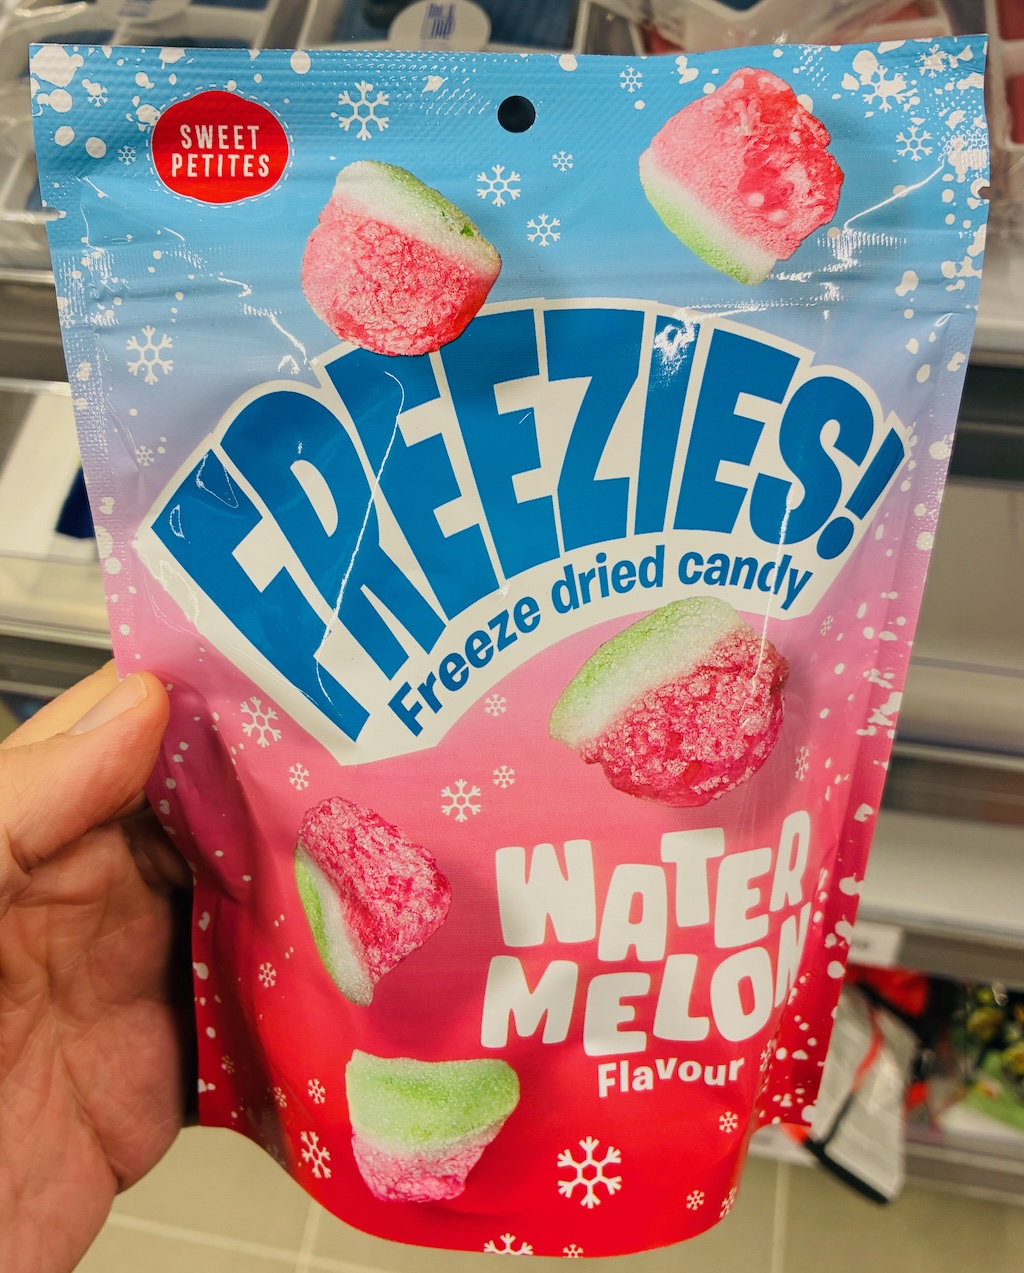 SWEET
PETITES
FREEZIES!
Freeze dried candy
WATER
MELON
Flavour